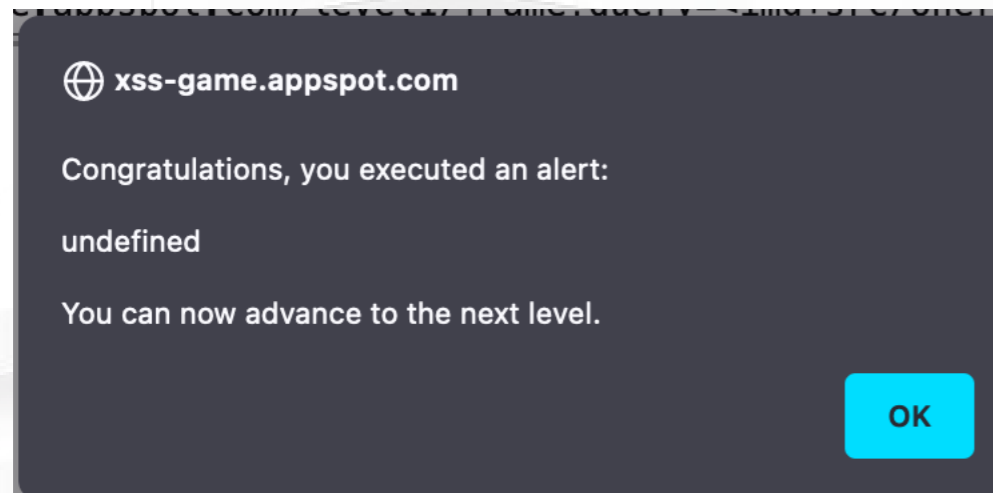 xss-game.appspot.com
Congratulations, you executed an alert:
undefined
You can now advance to the next level.
OK